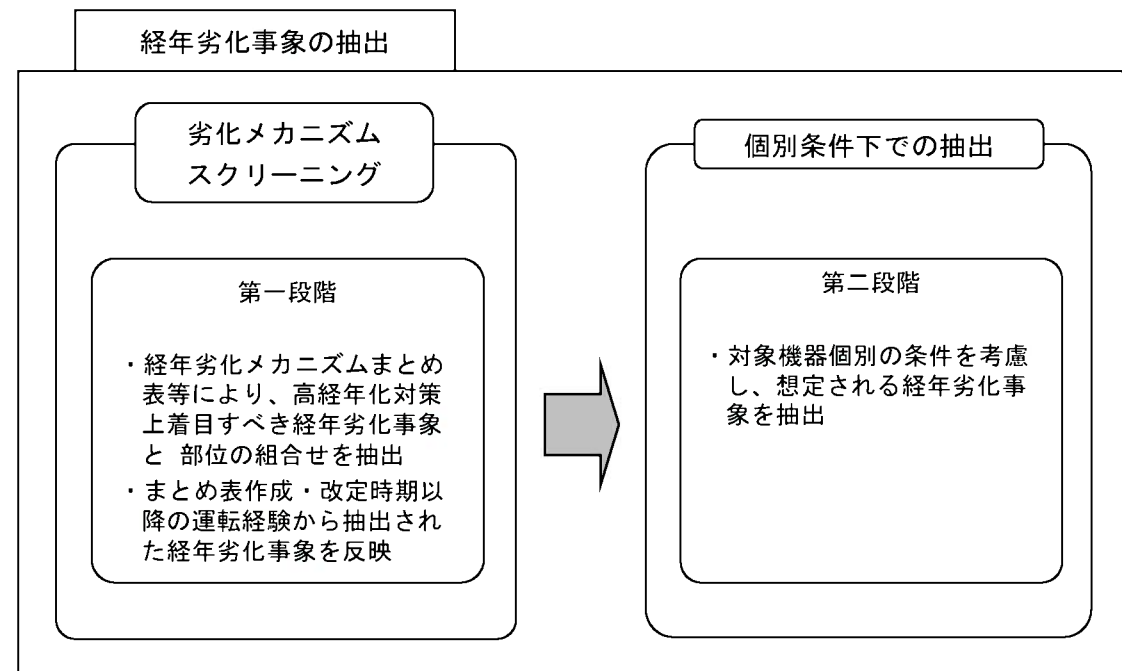 経年劣化事象の抽出
劣化メカニズム
スクリーニング
第一段階
・経年劣化メカニズムまとめ
表等により、高経年化対策
上着目すべき経年劣化事象
と 部位の組合せを抽出
・まとめ表作成・改定時期以
降の運転経験から抽出され
た経年劣化事象を反映
個別条件下での抽出
第二段階
・対象機器個別の条件を考慮
し、想定される経年劣化事
象を抽出